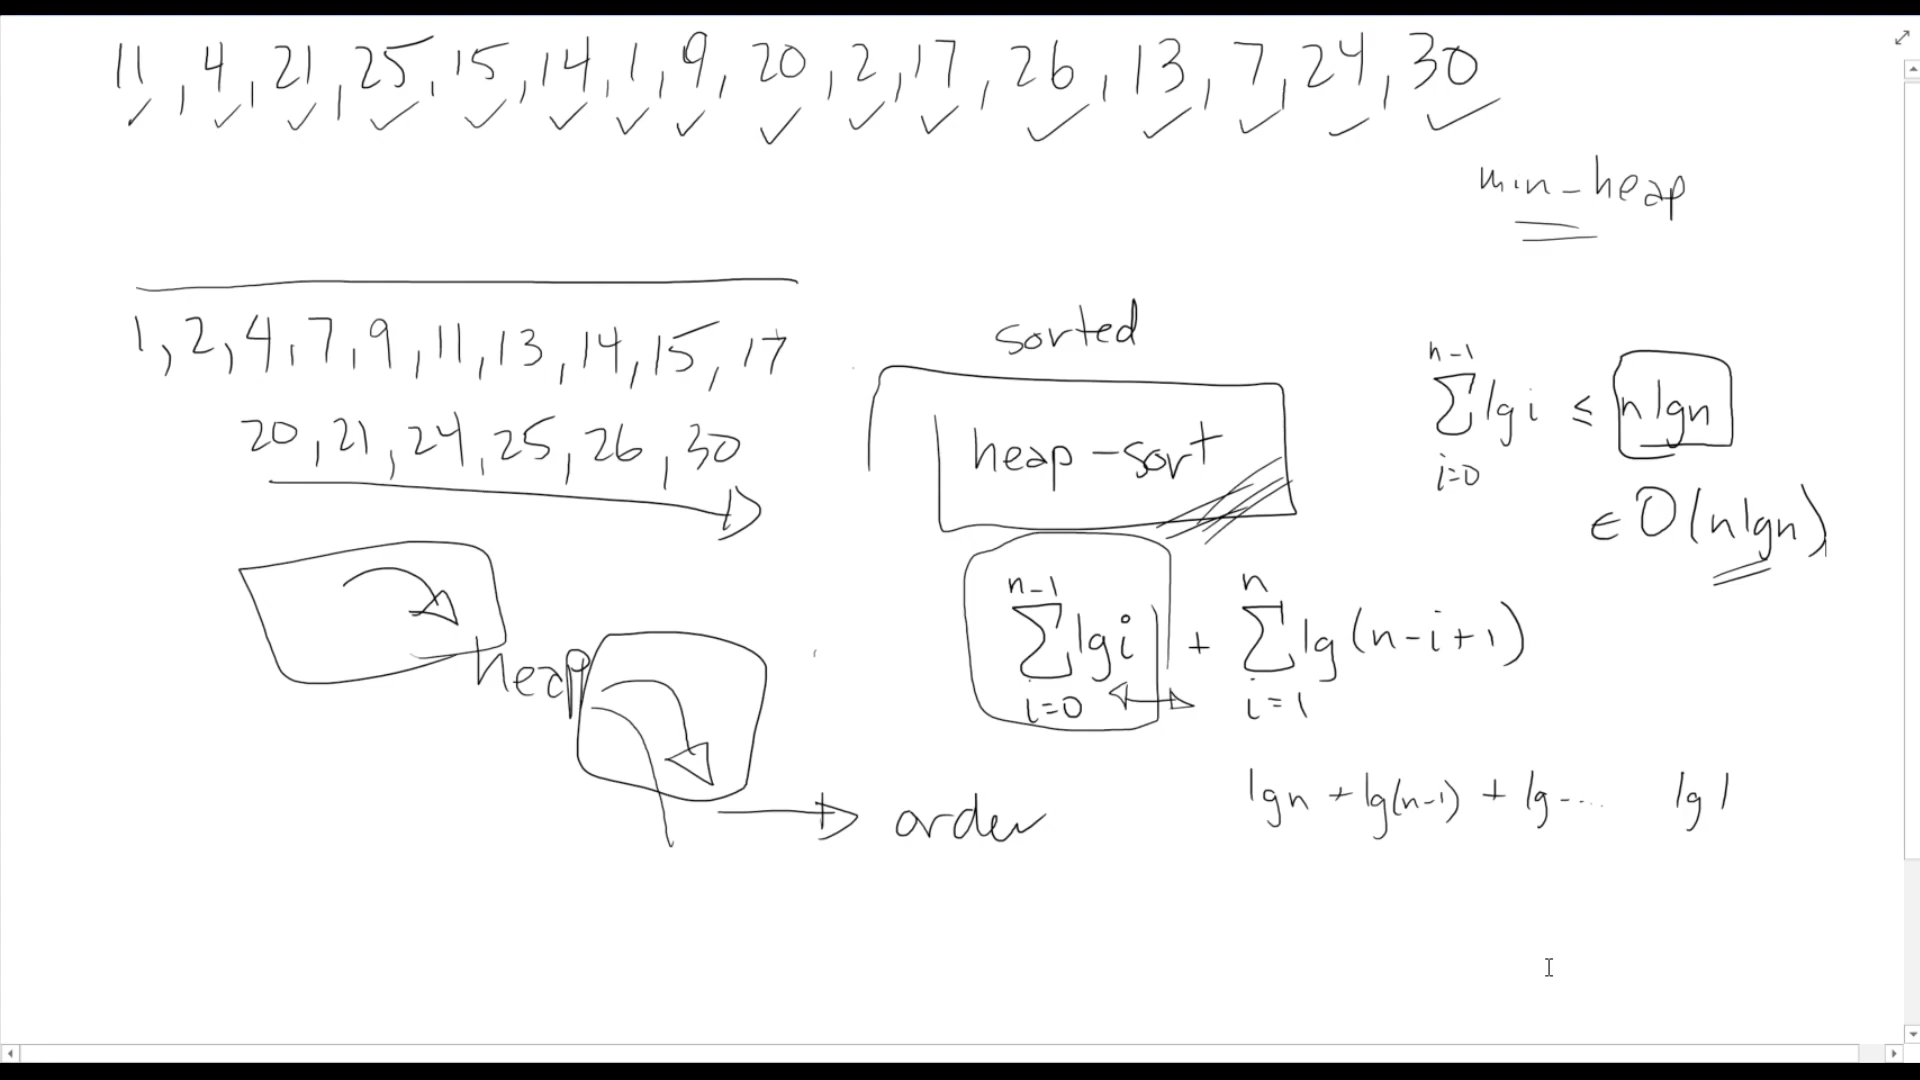 11, 4, 21, 25, 15, 14, 1, 9, 20, 2, 17, 26, 13, 7, 24, 30
min-heap
1, 2, 4, 7, 9, 11, 13, 14, 15, 17
20, 21, 24, 25, 26, 30
sorted
heap-sort
n-1
∑ lg i ≤ n lg n
i=0
∈ O(n lg n)
heap
order
n-1 n
∑ lg i + ∑ lg (n-i+1)
i=0 i=1
lg n + lg(n-1) + lg -... lg 1